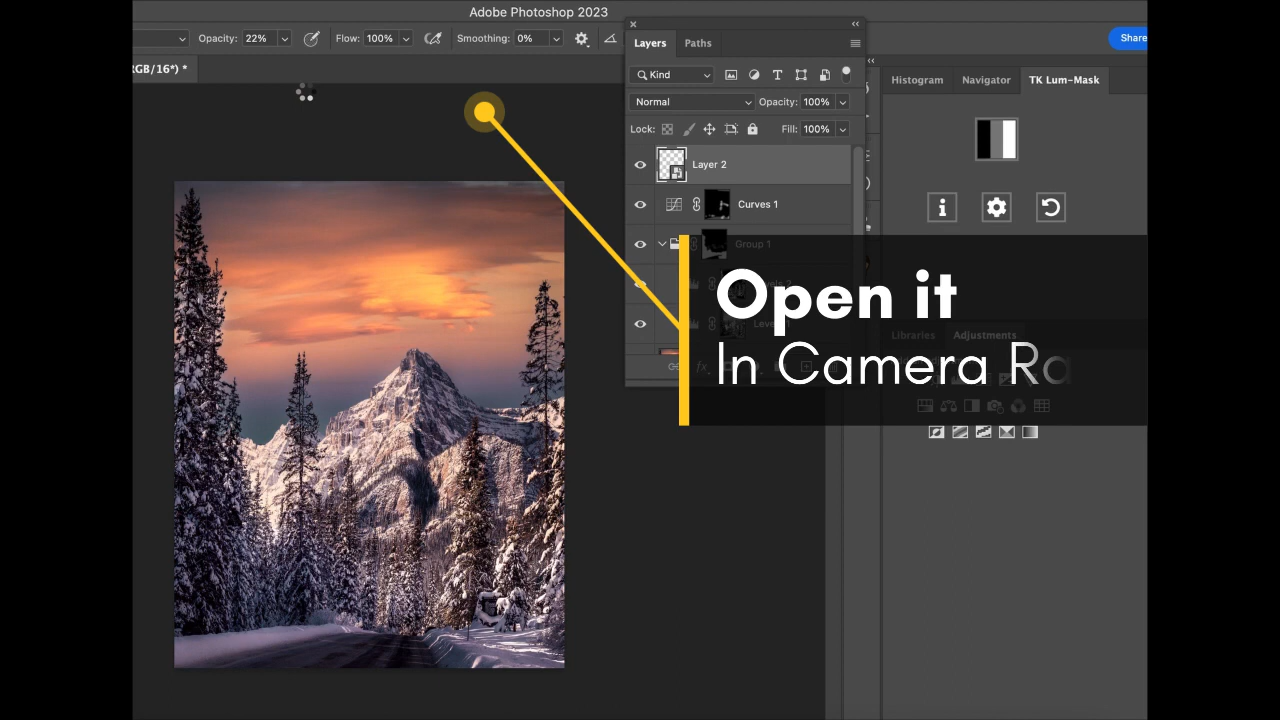 Adobe Photoshop 2023
Opacity: 22% Flow: 100% Smoothing: 0%
Share
RGB/16*) *
Layers Paths
Histogram Navigator TK Lum-Mask
Kind
Normal Opacity: 100%
Lock: Fill: 100%
Layer 2
Curves 1
Group 1
Open it
In Camera Ra
Libraries Adjustments